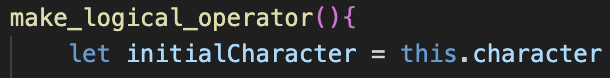 make_logical_operator(){
let initialCharacter = this.character